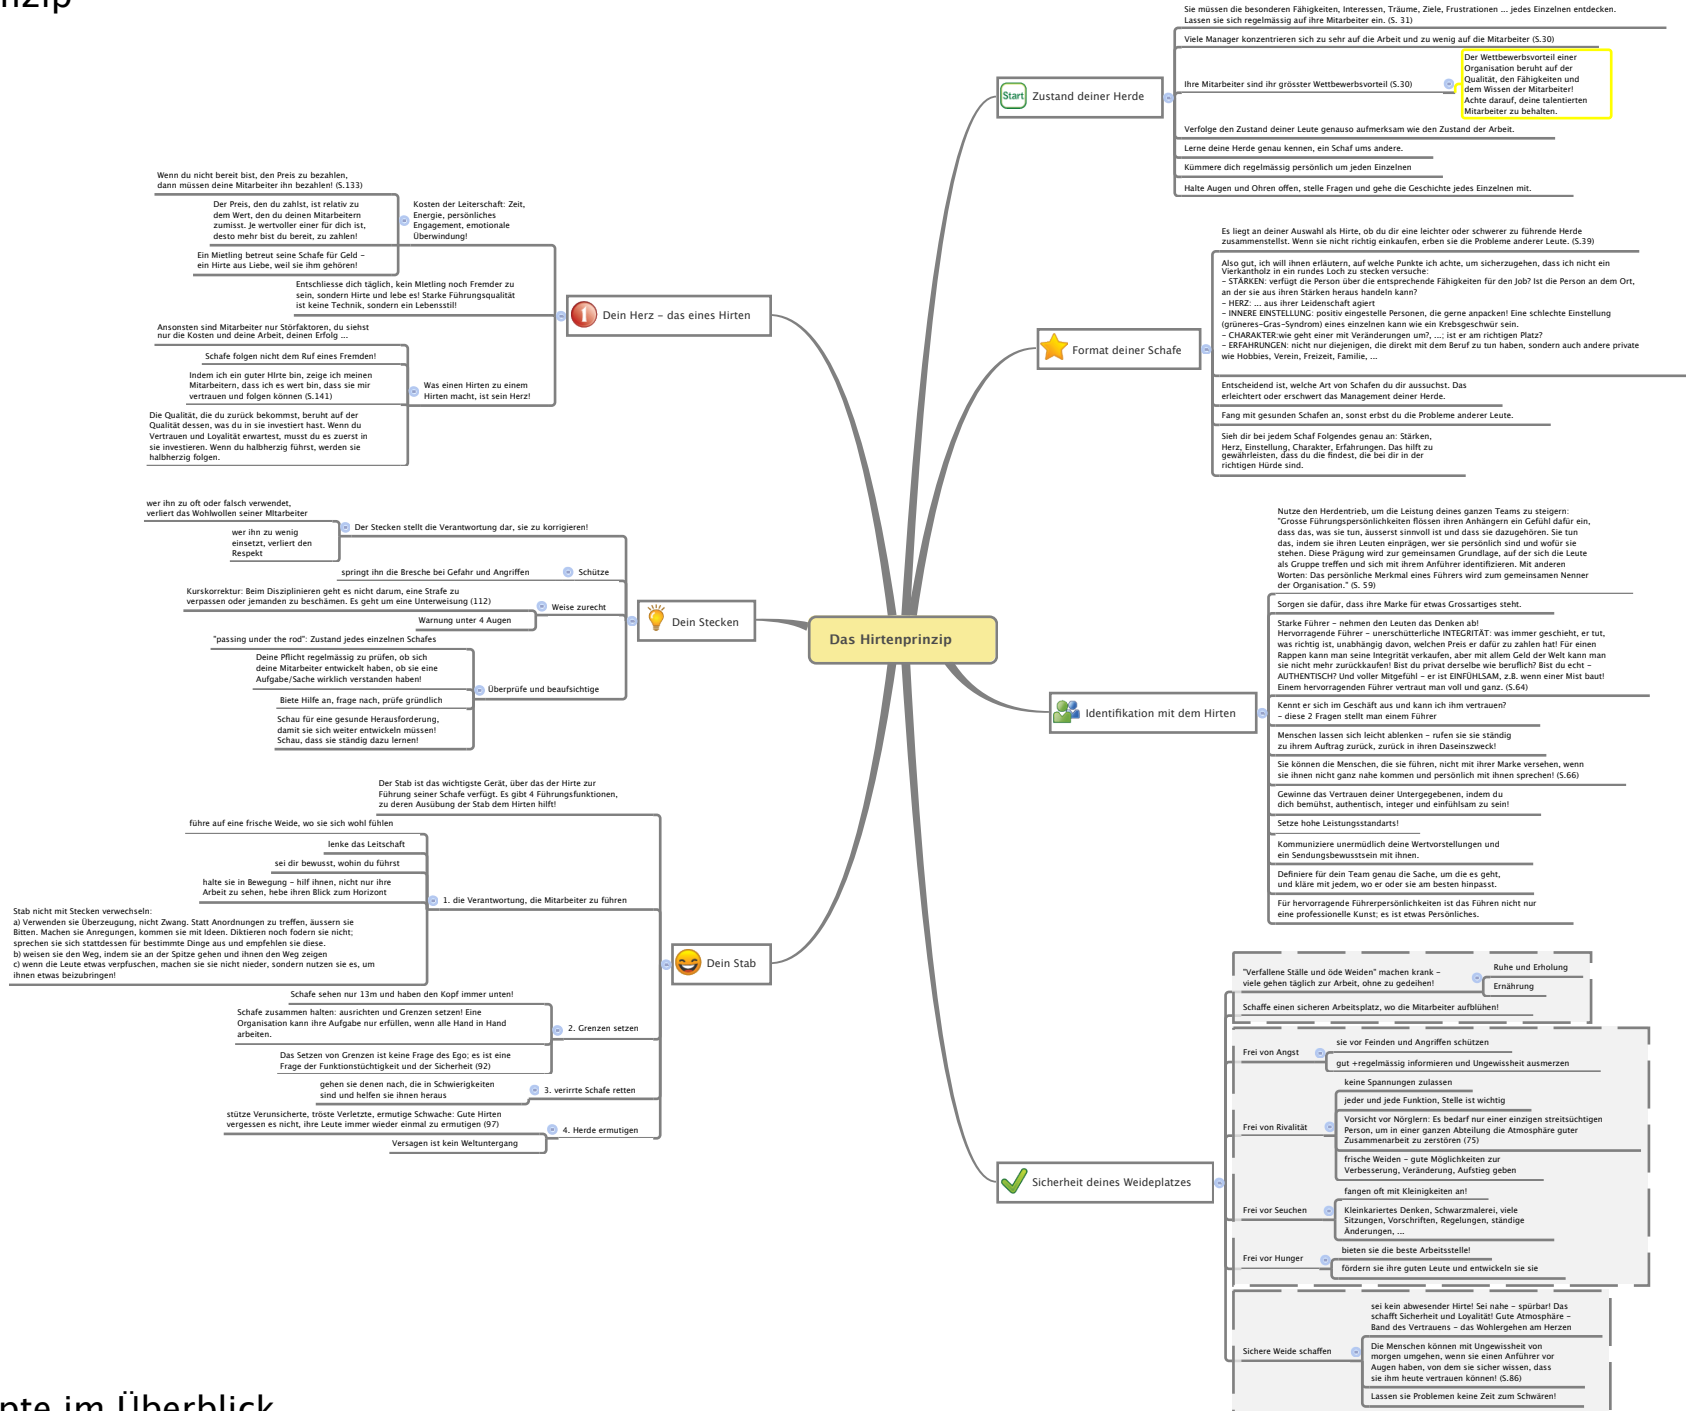 Das Hirtenprinzip
Zustand deiner Herde
Sie müssen die besonderen Fähigkeiten, Interessen, Träume, Ziele, Frustrationen ... jedes Einzelnen entdecken.
Lassen sie sich regelmässig auf ihre Mitarbeiter ein. (S. 31)
Viele Manager konzentrieren sich zu sehr auf die Arbeit und zu wenig auf die Mitarbeiter (S.30)
Ihre Mitarbeiter sind ihr grösster Wettbewerbsvorteil (S.30)
Der Wettbewerbsvorteil einer
Organisation beruht auf der
Qualität, den Fähigkeiten und
dem Wissen der Mitarbeiter!
Achte darauf, deine talentierten
Mitarbeiter zu behalten.
Verfolge den Zustand deiner Leute genauso aufmerksam wie den Zustand der Arbeit.
Lerne deine Herde genau kennen, ein Schaf ums andere.
Kümmere dich regelmässig persönlich um jeden Einzelnen
Halte Augen und Ohren offen, stelle Fragen und gehe die Geschichte jedes Einzelnen mit.
Format deiner Schafe
Es liegt an deiner Auswahl als Hirte, ob du dir eine leichter oder schwerer zu führende Herde
zusammenstellst. Wenn sie nicht richtig einkaufen, erben sie die Probleme anderer Leute. (S.39)
Also gut, ich will ihnen erläutern, auf welche Punkte ich achte, um sicherzugehen, dass ich nicht ein
Vierkantholz in ein rundes Loch zu stecken versuche:
- STÄRKEN: verfügt die Person über die entsprechende Fähigkeiten für den Job? Ist die Person an dem Ort,
an der sie aus ihren Stärken heraus handeln kann?
- HERZ: ... aus ihrer Leidenschaft agiert
- INNERE EINSTELLUNG: positiv eingestelle Personen, die gerne anpacken! Eine schlechte Einstellung
(grüneres-Gras-Syndrom) eines einzelnen kann wie ein Krebsgeschwür sein.
- CHARAKTER:wie geht einer mit Veränderungen um?, ...; ist er am richtigen Platz?
- ERFAHRUNGEN: nicht nur diejenigen, die direkt mit dem Beruf zu tun haben, sondern auch andere private
wie Hobbies, Verein, Freizeit, Familie, ...
Entscheidend ist, welche Art von Schafen du dir aussuchst. Das
erleichtert oder erschwert das Management deiner Herde.
Fang mit gesunden Schafen an, sonst erbst du die Probleme anderer Leute.
Sieh dir bei jedem Schaf Folgendes genau an: Stärken,
Herz, Einstellung, Charakter, Erfahrungen. Das hilft zu
gewährleisten, dass du die findest, die bei dir in der
richtigen Hürde sind.
Identifikation mit dem Hirten
Nutze den Herdentrieb, um die Leistung deines ganzen Teams zu steigern:
"Grosse Führungspersönlichkeiten flössen ihren Anhängern ein Gefühl dafür ein,
dass das, was sie tun, äusserst sinnvoll ist und dass sie dazugehören. Sie tun
das, indem sie ihren Leuten einprägen, wer sie persönlich sind und wofür sie
stehen. Diese Prägung wird zur gemeinsamen Grundlage, auf der sich die Leute
als Gruppe treffen und sich mit ihrem Anführer identifizieren. Mit anderen
Worten: Das persönliche Merkmal eines Führers wird zum gemeinsamen Nenner
der Organisation." (S. 59)
Sorgen sie dafür, dass ihre Marke für etwas Grossartiges steht.
Starke Führer - nehmen den Leuten das Denken ab!
Hervorragende Führer - unerschütterliche INTEGRITÄT: was immer geschieht, er tut,
was richtig ist, unabhängig davon, welchen Preis er dafür zu zahlen hat! Für einen
Rappen kann man seine Integrität verkaufen, aber mit allem Geld der Welt kann man
sie nicht mehr zurückkaufen! Bist du privat derselbe wie beruflich? Bist du echt -
AUTHENTISCH? Und voller Mitgefühl - er ist EINFÜHLSAM, z.B. wenn einer Mist baut!
Einem hervorragenden Führer vertraut man voll und ganz. (S.64)
Kennt er sich im Geschäft aus und kann ich ihm vertrauen?
- diese 2 Fragen stellt man einem Führer
Menschen lassen sich leicht ablenken - rufen sie sie ständig
zu ihrem Auftrag zurück, zurück in ihren Daseinszweck!
Sie können die Menschen, die sie führen, nicht mit ihrer Marke versehen, wenn
sie ihnen nicht ganz nahe kommen und persönlich mit ihnen sprechen! (S.66)
Gewinne das Vertrauen deiner Untergegebenen, indem du
dich bemühst, authentisch, integer und einfühlsam zu sein!
Setze hohe Leistungsstandarts!
Kommuniziere unermüdlich deine Wertvorstellungen und
ein Sendungsbewusstsein mit ihnen.
Definiere für dein Team genau die Sache, um die es geht,
und kläre mit jedem, wo er oder sie am besten hinpasst.
Für hervorragende Führerpersönlichkeiten ist das Führen nicht nur
eine professionelle Kunst; es ist etwas Persönliches.
Sicherheit deines Weideplatzes
"Verfallene Ställe und öde Weiden" machen krank -
viele gehen täglich zur Arbeit, ohne zu gedeihen!
Ruhe und Erholung
Ernährung
Schaffe einen sicheren Arbeitsplatz, wo die Mitarbeiter aufblühen!
Frei von Angst
sie vor Feinden und Angriffen schützen
gut +regelmässig informieren und Ungewissheit ausmerzen
Frei von Rivalität
keine Spannungen zulassen
jeder und jede Funktion, Stelle ist wichtig
Vorsicht vor Nörglern: Es bedarf nur einer einzigen streitsüchtigen
Person, um in einer ganzen Abteilung die Atmosphäre guter
Zusammenarbeit zu zerstören (75)
frische Weiden - gute Möglichkeiten zur
Verbesserung, Veränderung, Aufstieg geben
Frei vor Seuchen
fangen oft mit Kleinigkeiten an!
Kleinkariertes Denken, Schwarzmalerei, viele
Sitzungen, Vorschriften, Regelungen, ständige
Änderungen, ...
Frei vor Hunger
bieten sie die beste Arbeitsstelle!
fördern sie ihre guten Leute und entwickeln sie sie
Sichere Weide schaffen
sei kein abwesender Hirte! Sei nahe - spürbar! Das
schafft Sicherheit und Loyalität! Gute Atmosphäre -
Band des Vertrauens - das Wohlergehen am Herzen
Die Menschen können mit Ungewissheit von
morgen umgehen, wenn sie einen Anführer vor
Augen haben, von dem sie sicher wissen, dass
sie ihm heute vertrauen können! (S.86)
Lassen sie Problemen keine Zeit zum Schwären!
Dein Herz - das eines Hirten
Kosten der Leiterschaft: Zeit,
Energie, persönliches
Engagement, emotionale
Überwindung!
Wenn du nicht bereit bist, den Preis zu bezahlen,
dann müssen deine Mitarbeiter ihn bezahlen! (S.133)
Der Preis, den du zahlst, ist relativ zu
dem Wert, den du deinen Mitarbeitern
zumisst. Je wertvoller einer für dich ist,
desto mehr bist du bereit, zu zahlen!
Ein Mietling betreut seine Schafe für Geld -
ein Hirte aus Liebe, weil sie ihm gehören!
Entschliesse dich täglich, kein MIetling noch Fremder zu
sein, sondern Hirte und lebe es! Starke Führungsqualität
ist keine Technik, sondern ein Lebensstil!
Was einen Hirten zu einem
Hirten macht, ist sein Herz!
Ansonsten sind Mitarbeiter nur Störfaktoren, du siehst
nur die Kosten und deine Arbeit, deinen Erfolg ...
Schafe folgen nicht dem Ruf eines Fremden!
Indem ich ein guter HIrte bin, zeige ich meinen
Mitarbeitern, dass ich es wert bin, dass sie mir
vertrauen und folgen können (S.141)
Die Qualität, die du zurück bekommst, beruht auf der
Qualität dessen, was du in sie investiert hast. Wenn du
Vertrauen und Loyalität erwartest, musst du es zuerst in
sie investieren. Wenn du halbherzig führst, werden sie
halbherzig folgen.
Dein Stecken
Der Stecken stellt die Verantwortung dar, sie zu korrigieren!
wer ihn zu oft oder falsch verwendet,
verliert das Wohlwollen seiner MItarbeiter
wer ihn zu wenig
einsetzt, verliert den
Respekt
Schütze
springt ihn die Bresche bei Gefahr und Angriffen
Weise zurecht
Kurskorrektur: Beim Disziplinieren geht es nicht darum, eine Strafe zu
verpassen oder jemanden zu beschämen. Es geht um eine Unterweisung (112)
Warnung unter 4 Augen
Überprüfe und beaufsichtige
"passing under the rod": Zustand jedes einzelnen Schafes
Deine Pflicht regelmässig zu prüfen, ob sich
deine Mitarbeiter entwickelt haben, ob sie eine
Aufgabe/Sache wirklich verstanden haben!
Biete Hilfe an, frage nach, prüfe gründlich
Schau für eine gesunde Herausforderung,
damit sie sich weiter entwickeln müssen!
Schau, dass sie ständig dazu lernen!
Dein Stab
Der Stab ist das wichtigste Gerät, über das der Hirte zur
Führung seiner Schafe verfügt. Es gibt 4 Führungsfunktionen,
zu deren Ausübung der Stab dem Hirten hilft!
1. die Verantwortung, die Mitarbeiter zu führen
führe auf eine frische Weide, wo sie sich wohl fühlen
lenke das Leitschaft
sei dir bewusst, wohin du führst
halte sie in Bewegung - hilf ihnen, nicht nur ihre
Arbeit zu sehen, hebe ihren Blick zum Horizont
Stab nicht mit Stecken verwechseln:
a) Verwenden sie Überzeugung, nicht Zwang. Statt Anordnungen zu treffen, äussern sie
Bitten. Machen sie Anregungen, kommen sie mit Ideen. Diktieren noch fodern sie nicht;
sprechen sie sich stattdessen für bestimmte Dinge aus und empfehlen sie diese.
b) weisen sie den Weg, indem sie an der Spitze gehen und ihnen den Weg zeigen
c) wenn die Leute etwas verpfuschen, machen sie sie nicht nieder, sondern nutzen sie es, um
ihnen etwas beizubringen!
2. Grenzen setzen
Schafe sehen nur 13m und haben den Kopf immer unten!
Schafe zusammen halten: ausrichten und Grenzen setzen! Eine
Organisation kann ihre Aufgabe nur erfüllen, wenn alle Hand in Hand
arbeiten.
Das Setzen von Grenzen ist keine Frage des Ego; es ist eine
Frage der Funktionstüchtigkeit und der Sicherheit (92)
3. verirrte Schafe retten
gehen sie denen nach, die in Schwierigkeiten
sind und helfen sie ihnen heraus
4. Herde ermutigen
stütze Verunsicherte, tröste Verletzte, ermutige Schwache: Gute Hirten
vergessen es nicht, ihre Leute immer wieder einmal zu ermutigen (97)
Versagen ist kein Weltuntergang
im Überblick